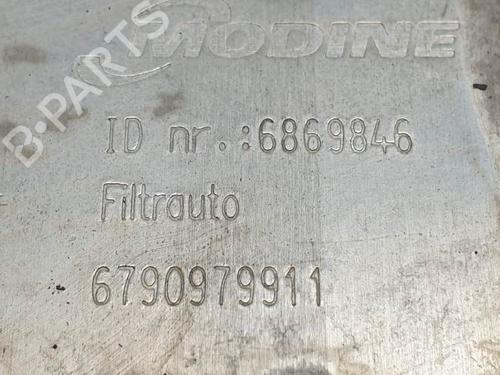 MODINE
B-PARTS
ID nr.:6869846
Filtrauto
6790979911